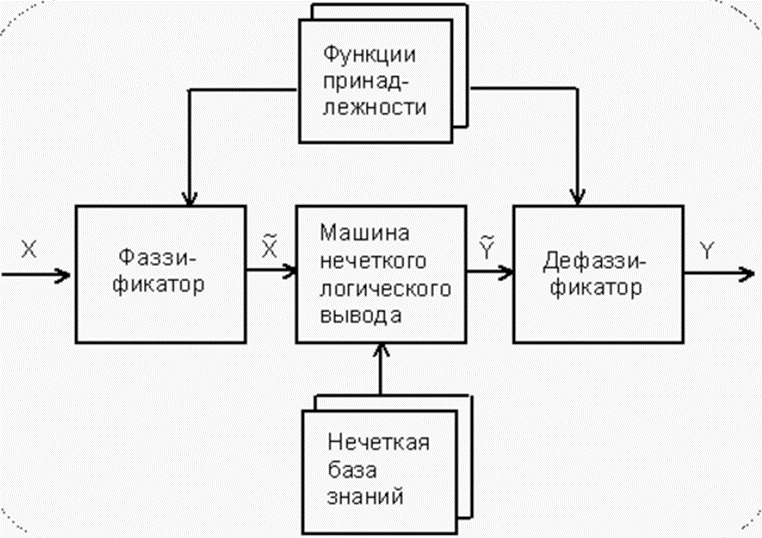 Функции
принад-
лежности
X
Фаззи-
фикатор
X̃
Машина
нечеткого
логического
вывода
Ỹ
Дефаззи-
фикатор
Y
Нечеткая
база
знаний